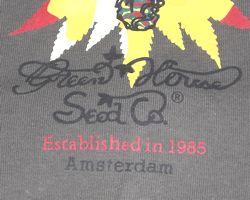 Green House
Seed Co.®
Established in 1985
Amsterdam